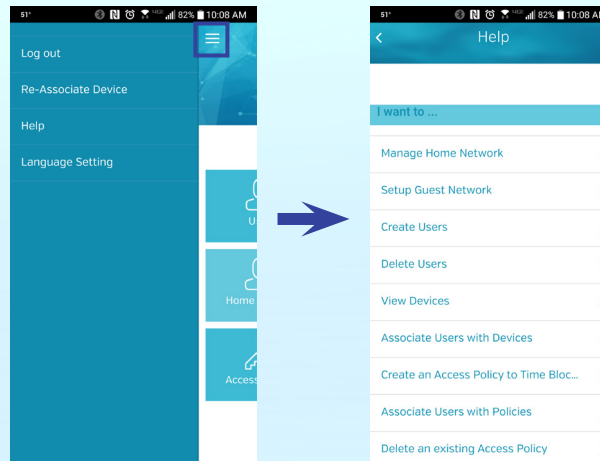 51° 82% 10:08 AM
Log out
Re-Associate Device
Help
Language Setting
Home
Access
51° 82% 10:08 AM
Help
I want to ...
Manage Home Network
Setup Guest Network
Create Users
Delete Users
View Devices
Associate Users with Devices
Create an Access Policy to Time Bloc...
Associate Users with Policies
Delete an existing Access Policy